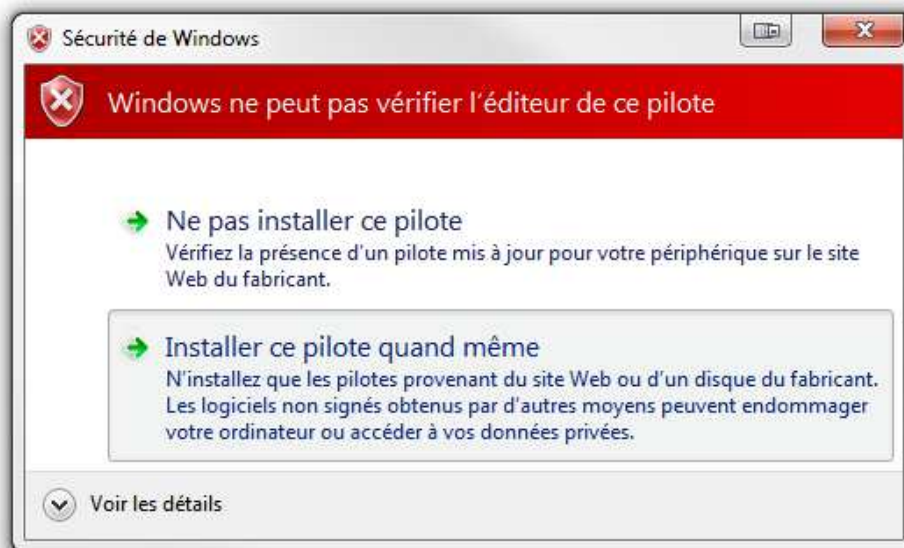 Sécurité de Windows
Windows ne peut pas vérifier l'éditeur de ce pilote
Ne pas installer ce pilote
Vérifiez la présence d'un pilote mis à jour pour votre périphérique sur le site
Web du fabricant.
Installer ce pilote quand même
N'installez que les pilotes provenant du site Web ou d'un disque du fabricant.
Les logiciels non signés obtenus par d'autres moyens peuvent endommager
votre ordinateur ou accéder à vos données privées.
Voir les détails